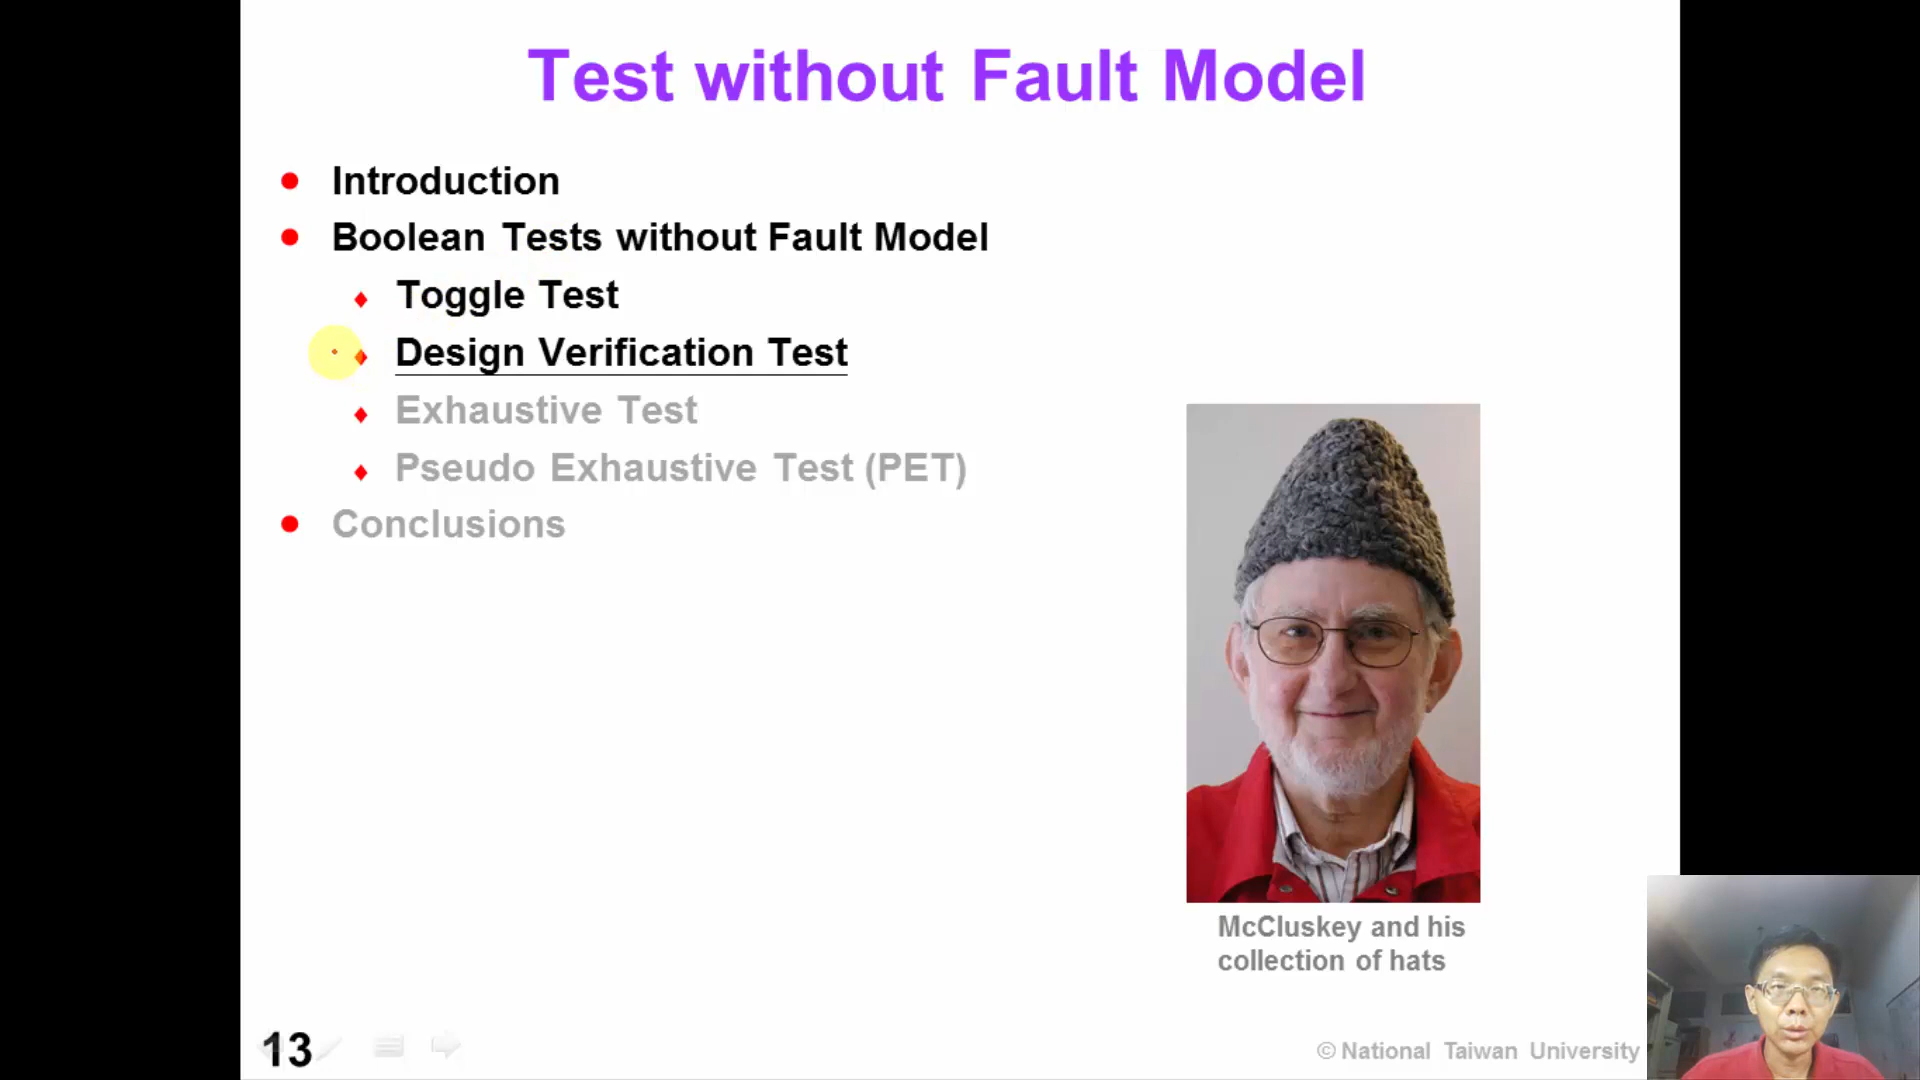 Test without Fault Model
Introduction
Boolean Tests without Fault Model
Toggle Test
Design Verification Test
Exhaustive Test
Pseudo Exhaustive Test (PET)
Conclusions
McCluskey and his
collection of hats
13
© National Taiwan University